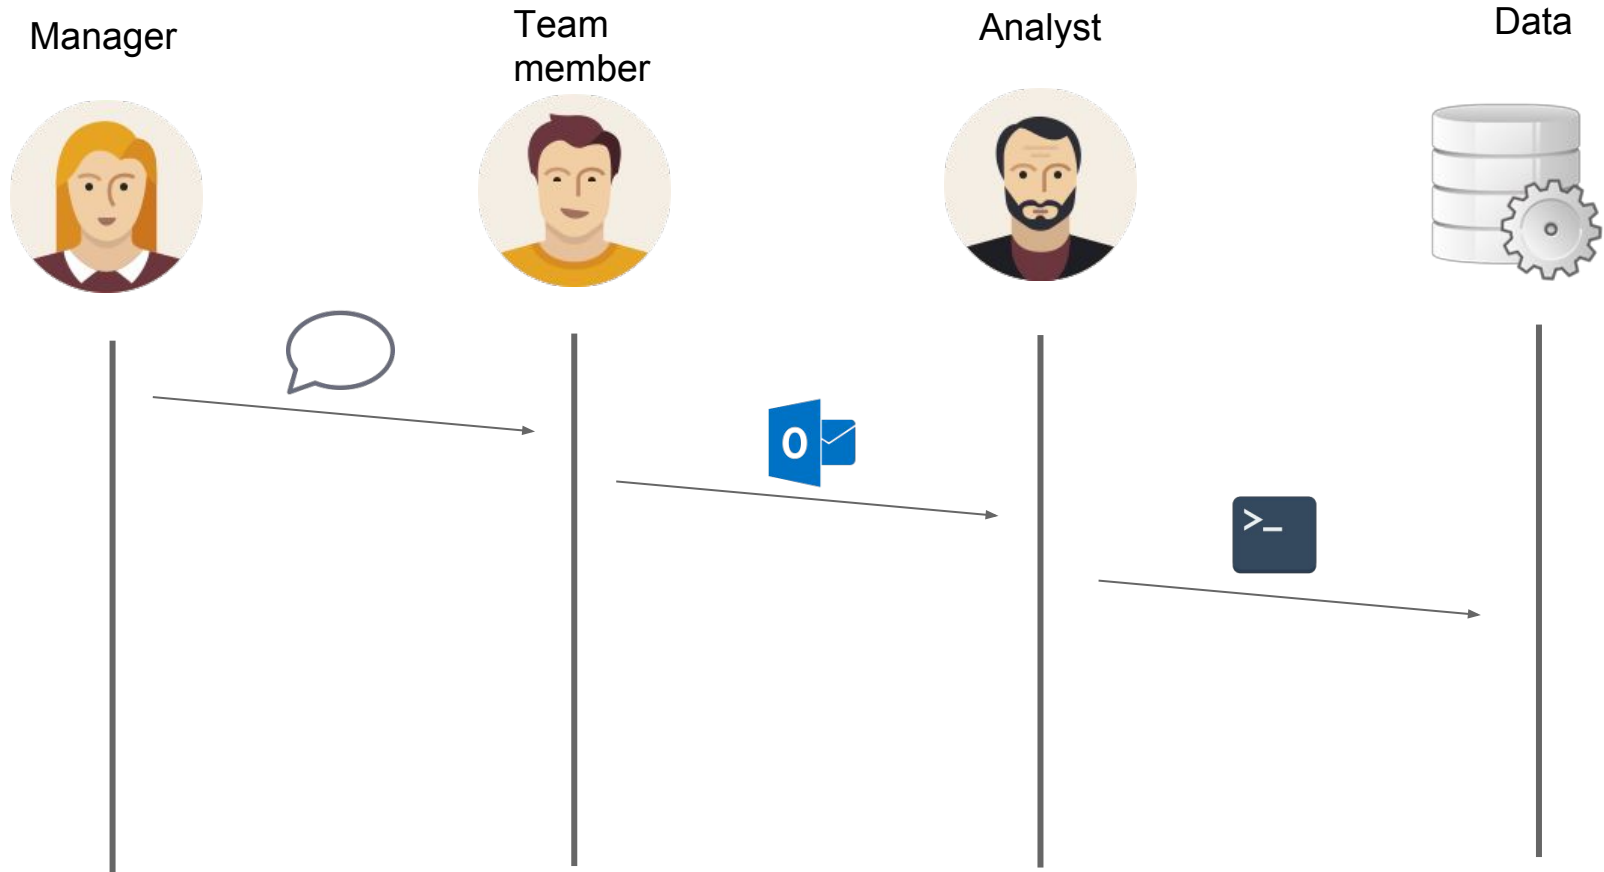 Manager
Team
member
Analyst
Data
O
>_